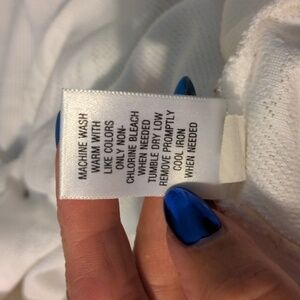 MACHINE WASH
WARM WITH
LIKE COLORS
ONLY NON-
CHLORINE BLEACH
WHEN NEEDED
TUMBLE DRY LOW
REMOVE PROMPTLY
COOL IRON
WHEN NEEDED